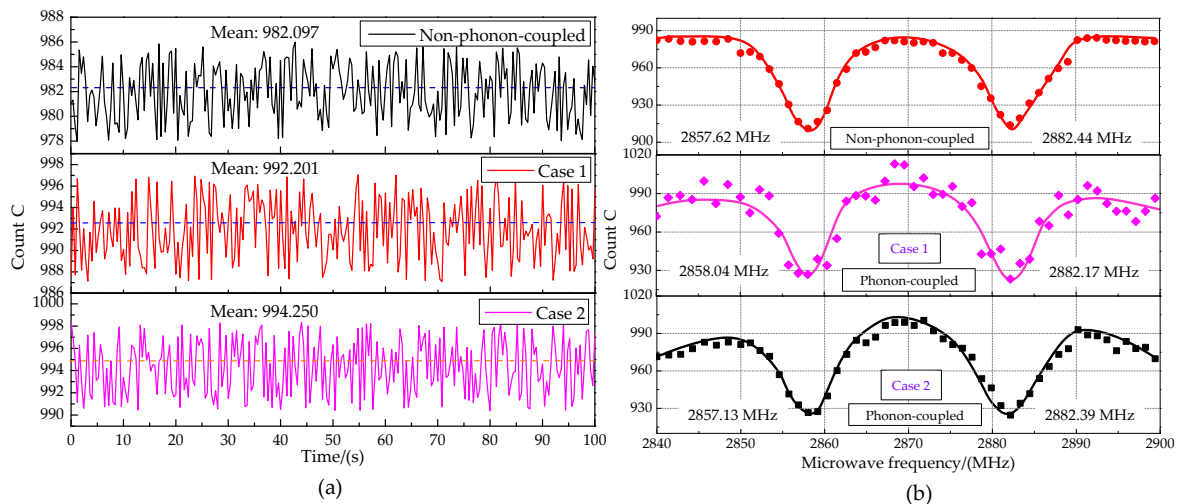 988
986
984
982
980
978
Mean: 982.097
Non-phonon-coupled
998
996
994
992
990
988
986
Mean: 992.201
Case 1
1000
998
996
994
992
990
Mean: 994.250
Case 2
Count C
0 10 20 30 40 50 60 70 80 90 100
Time/(s)
(a)
990
960
930
900
2857.62 MHz
Non-phonon-coupled
2882.44 MHz
1020
990
960
930
Case 1
2858.04 MHz
Phonon-coupled
2882.17 MHz
1020
990
960
930
Case 2
2857.13 MHz
Phonon-coupled
2882.39 MHz
Count C
2840 2850 2860 2870 2880 2890 2900
Microwave frequency/(MHz)
(b)